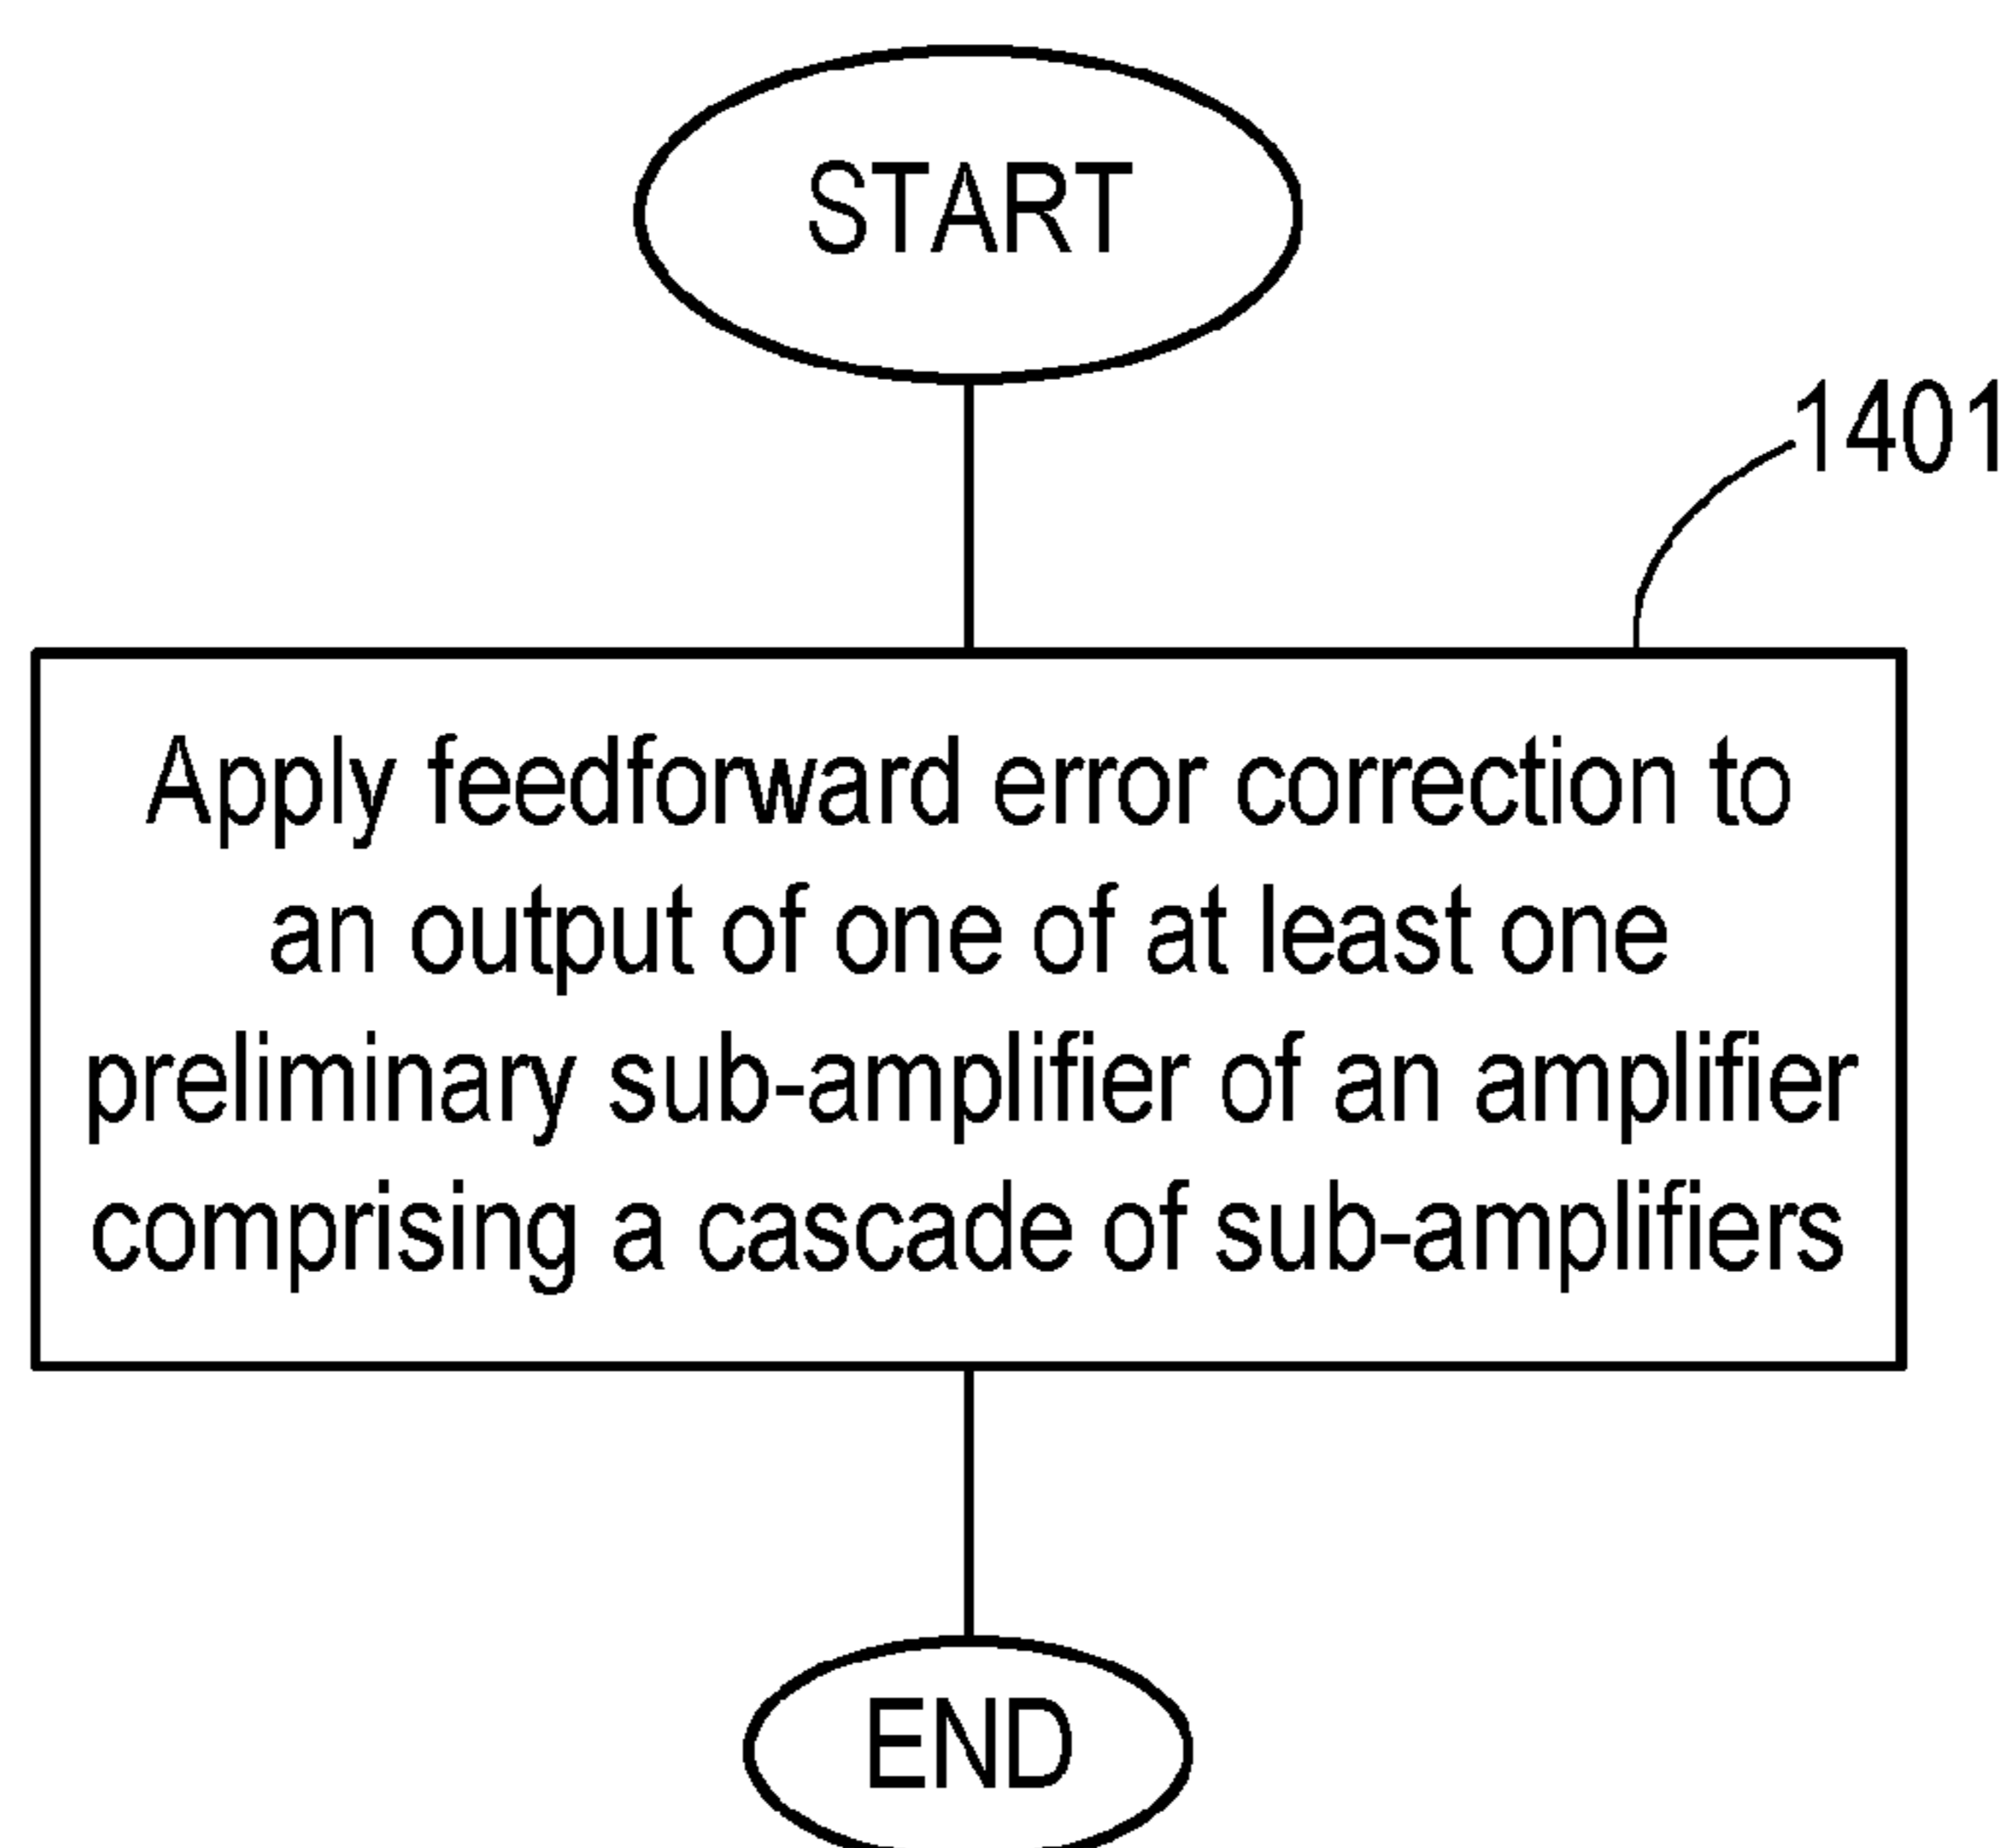 START
1401
Apply feedforward error correction to
an output of one of at least one
preliminary sub-amplifier of an amplifier
comprising a cascade of sub-amplifiers
END